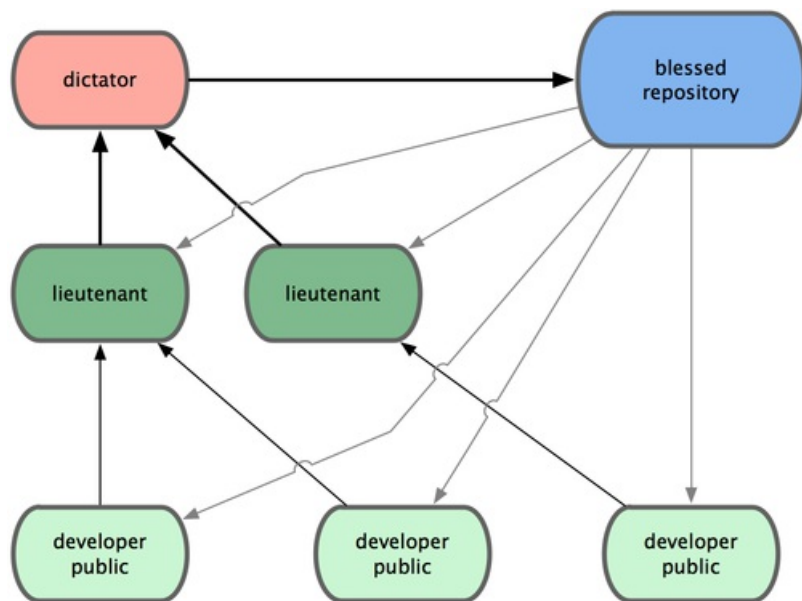 dictator
blessed
repository
lieutenant
lieutenant
developer
public
developer
public
developer
public